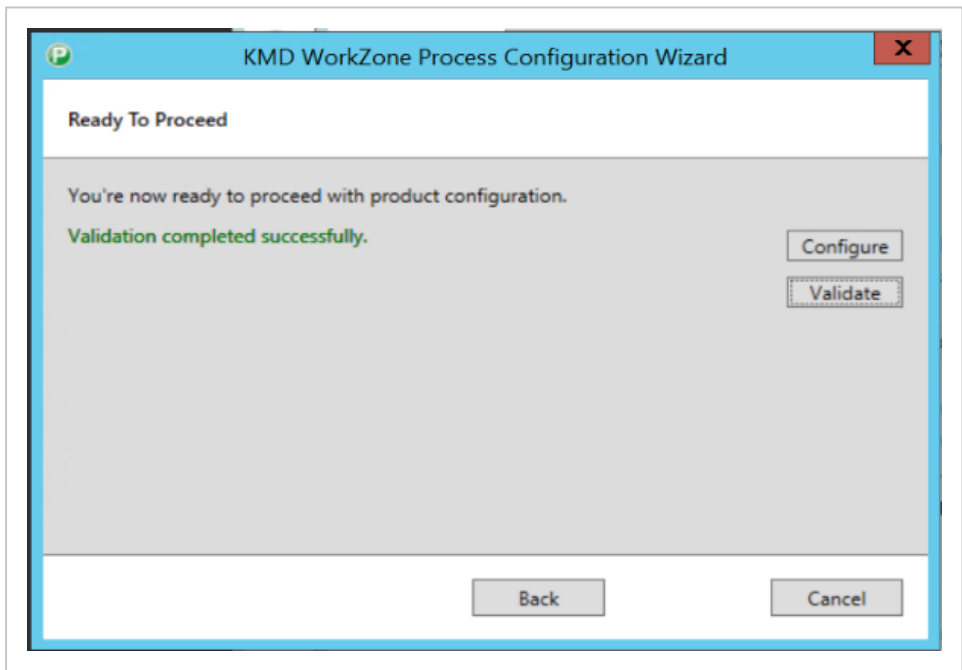 KMD WorkZone Process Configuration Wizard
X
Ready To Proceed
You're now ready to proceed with product configuration.
Validation completed successfully.
Configure
Validate
Back
Cancel